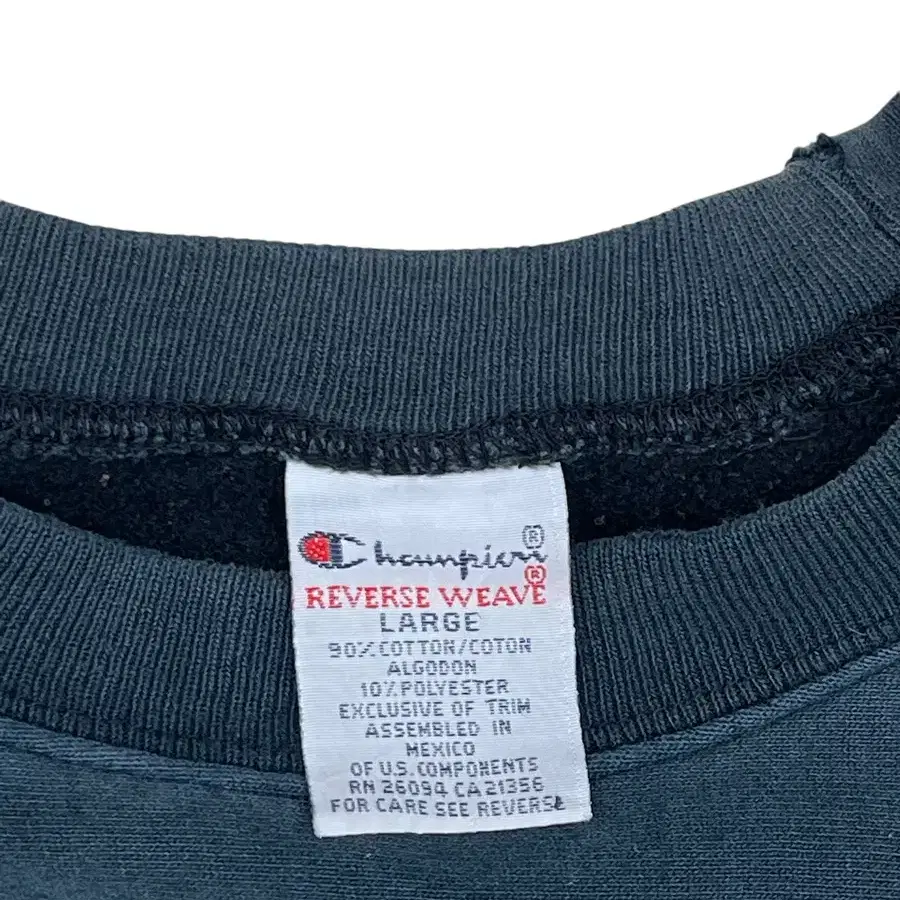 Champion®
REVERSE WEAVE®
LARGE
90% COTTON/COTON
ALGODON
10% POLYESTER
EXCLUSIVE OF TRIM
ASSEMBLED IN
MEXICO
OF U.S. COMPONENTS
RN 26094 CA 21356
FOR CARE SEE REVERSE